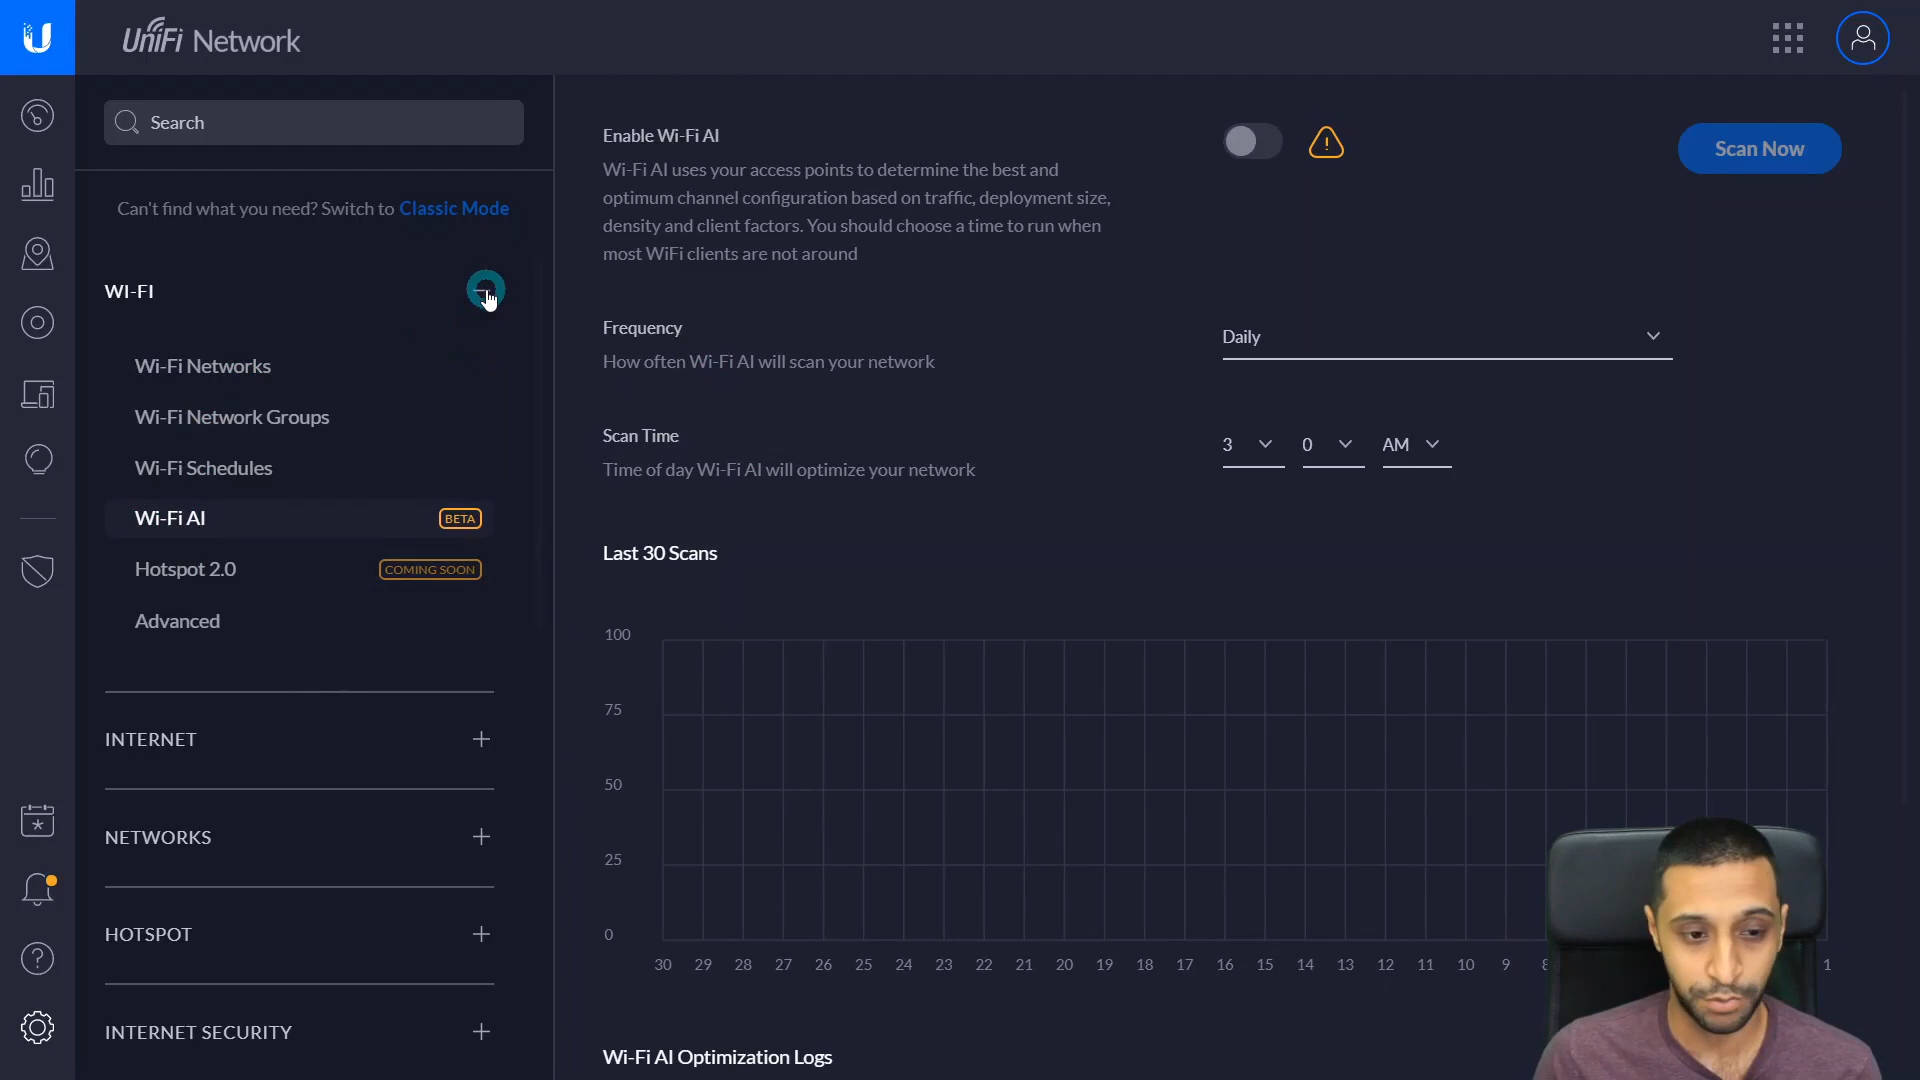 UniFi Network
Search
Can't find what you need? Switch to Classic Mode
WI-FI
Wi-Fi Networks
Wi-Fi Network Groups
Wi-Fi Schedules
Wi-Fi AI BETA
Hotspot 2.0 COMING SOON
Advanced
INTERNET
NETWORKS
HOTSPOT
INTERNET SECURITY
Enable Wi-Fi AI
Wi-Fi AI uses your access points to determine the best and
optimum channel configuration based on traffic, deployment size,
density and client factors. You should choose a time to run when
most WiFi clients are not around
Scan Now
Frequency
How often Wi-Fi AI will scan your network
Daily
Scan Time
Time of day Wi-Fi AI will optimize your network
3 0 AM
Last 30 Scans
100
75
50
25
0
30 29 28 27 26 25 24 23 22 21 20 19 18 17 16 15 14 13 12 11 10 9 8 1
Wi-Fi AI Optimization Logs